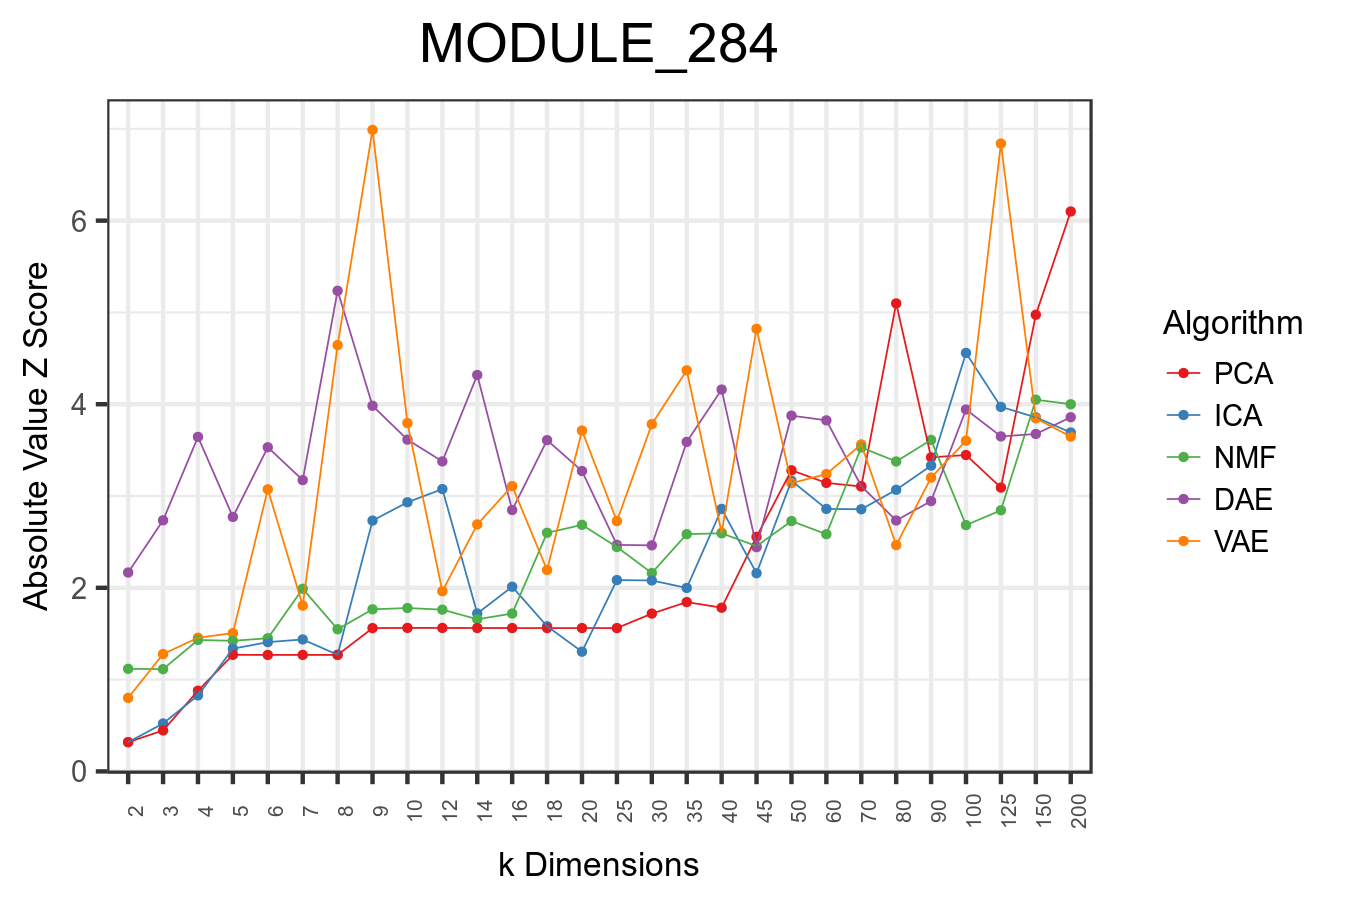 MODULE_284
Absolute Value Z Score
6
4
2
0
2 3 4 5 6 7 8 9 10 12 14 16 18 20 25 30 35 40 45 50 60 70 80 90 100 125 150 200
k Dimensions
Algorithm
PCA
ICA
NMF
DAE
VAE